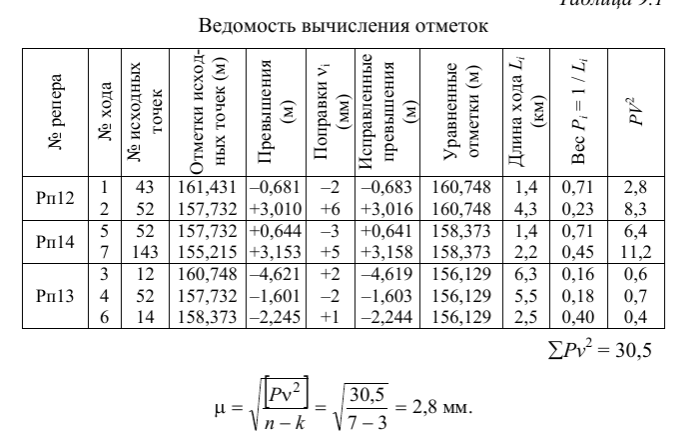 Таблица 9.1
Ведомость вычисления отметок
№ репера | № хода | № исходных точек | Отметки исход-ных точек (м) | Превышения (м) | Поправки ν_i (мм) | Исправленные превышения (м) | Уравненные отметки (м) | Длина хода L_i (км) | Вес P_i = 1 / L_i | PV²
Рп12 | 1 | 43 | 161,431 | –0,681 | –2 | –0,683 | 160,748 | 1,4 | 0,71 | 2,8
2 | 52 | 157,732 | +3,010 | +6 | +3,016 | 160,748 | 4,3 | 0,23 | 8,3
Рп14 | 5 | 52 | 157,732 | +0,644 | –3 | +0,641 | 158,373 | 1,4 | 0,71 | 6,4
7 | 143 | 155,215 | +3,153 | +5 | +3,158 | 158,373 | 2,2 | 0,45 | 11,2
Рп13 | 3 | 12 | 160,748 | –4,621 | +2 | –4,619 | 156,129 | 6,3 | 0,16 | 0,6
4 | 52 | 157,732 | –1,601 | –2 | –1,603 | 156,129 | 5,5 | 0,18 | 0,7
6 | 14 | 158,373 | –2,245 | +1 | –2,244 | 156,129 | 2,5 | 0,40 | 0,4
∑Pv² = 30,5
μ = √([Pv²] / (n – k)) = √(30,5 / (7 – 3)) = 2,8 мм.